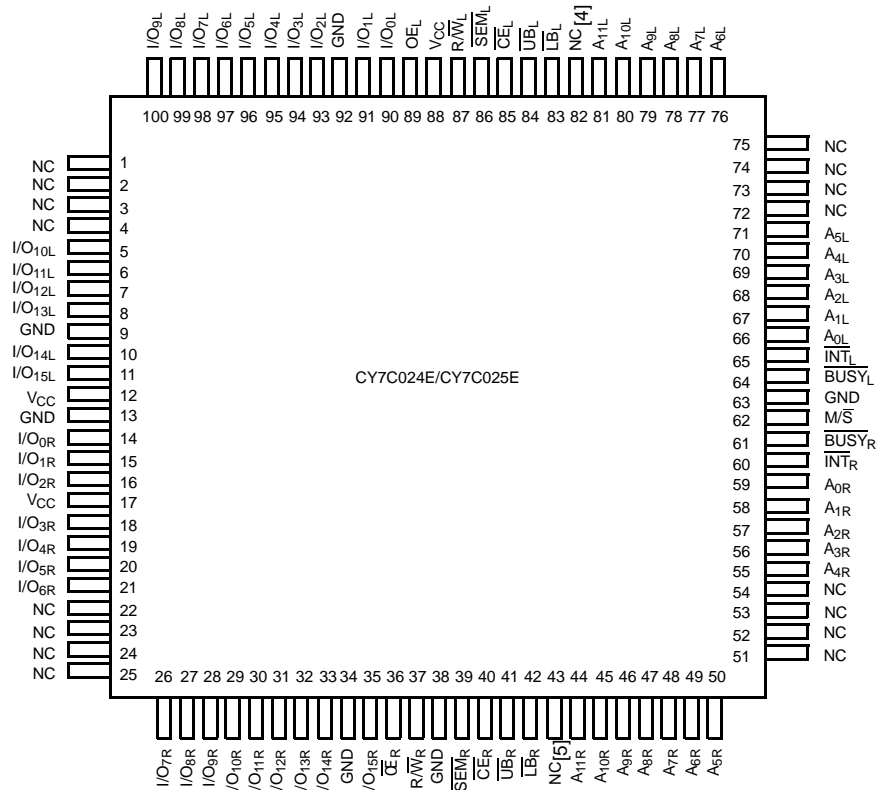 I/O9L I/O8L I/O7L I/O6L I/O5L I/O4L I/O3L I/O2L GND I/O1L I/O0L OEL VCC R/WL SEML CEL UBL LBL NC[4] A11L A10L A9L A8L A7L A6L
100 99 98 97 96 95 94 93 92 91 90 89 88 87 86 85 84 83 82 81 80 79 78 77 76
NC 1
NC 2
NC 3
NC 4
I/O10L 5
I/O11L 6
I/O12L 7
I/O13L 8
GND 9
I/O14L 10
I/O15L 11
VCC 12
GND 13
I/O0R 14
I/O1R 15
I/O2R 16
VCC 17
I/O3R 18
I/O4R 19
I/O5R 20
I/O6R 21
NC 22
NC 23
NC 24
NC 25
CY7C024E/CY7C025E
75 NC
74 NC
73 NC
72 NC
71 A5L
70 A4L
69 A3L
68 A2L
67 A1L
66 A0L
65 INTL
64 BUSYL
63 GND
62 M/S
61 BUSYR
60 INTR
59 A0R
58 A1R
57 A2R
56 A3R
55 A4R
54 NC
53 NC
52 NC
51 NC
26 27 28 29 30 31 32 33 34 35 36 37 38 39 40 41 42 43 44 45 46 47 48 49 50
I/O7R I/O8R I/O9R /O10R /O11R /O12R /O13R /O14R GND /O15R R/WR GND SEMR CER UBR LBR NC[5] A11R A10R A9R A8R A7R A6R A5R